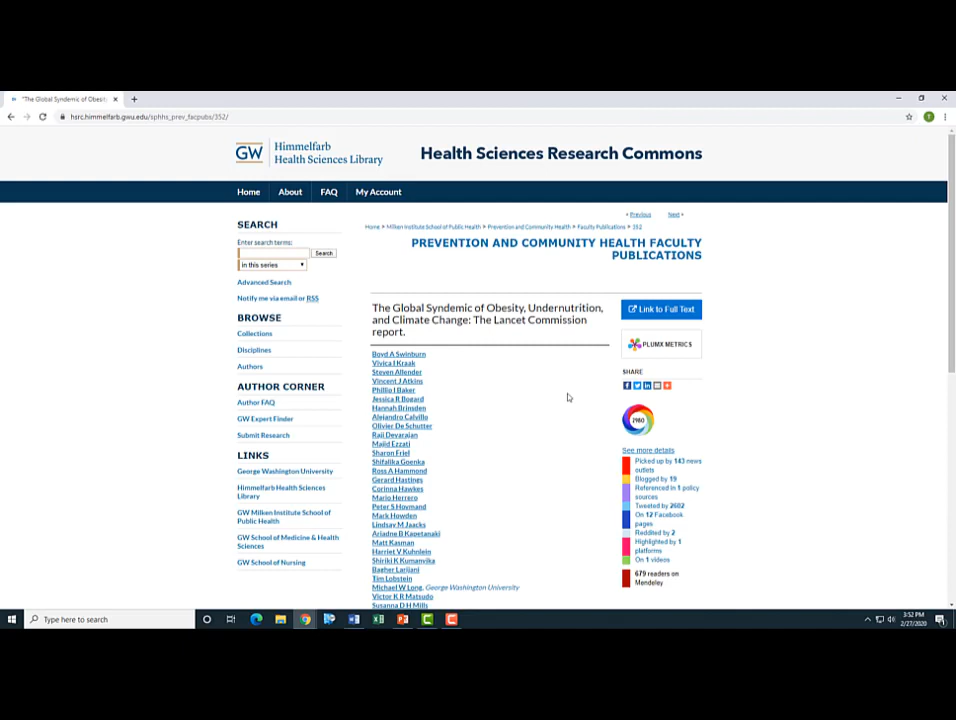 "The Global Syndemic of Obesity,
hsrc.himmelfarb.gwu.edu/sphhs_prev_facpubs/352/
T
GW
Himmelfarb
Health Sciences Library
Health Sciences Research Commons
Home
About
FAQ
My Account
< Previous
Next >
SEARCH
Enter search terms:
Search
in this series
Advanced Search
Notify me via email or RSS
BROWSE
Collections
Disciplines
Authors
AUTHOR CORNER
Author FAQ
GW Expert Finder
Submit Research
LINKS
George Washington University
Himmelfarb Health Sciences
Library
GW Milken Institute School of
Public Health
GW School of Medicine & Health
Sciences
GW School of Nursing
Home > Milken Institute School of Public Health > Prevention and Community Health > Faculty Publications > 352
PREVENTION AND COMMUNITY HEALTH FACULTY
PUBLICATIONS
The Global Syndemic of Obesity, Undernutrition,
and Climate Change: The Lancet Commission
report.
Boyd A Swinburn
Vivica I Kraak
Steven Allender
Vincent J Atkins
Phillip I Baker
Jessica R Bogard
Hannah Brinsden
Alejandro Calvillo
Olivier De Schutter
Raji Devarajan
Majid Ezzati
Sharon Friel
Shifalika Goenka
Ross A Hammond
Gerard Hastings
Corinna Hawkes
Mario Herrero
Peter S Hovmand
Mark Howden
Lindsay M Jaacks
Ariadne B Kapetanaki
Matt Kasman
Harriet V Kuhnlein
Shiriki K Kumanyika
Bagher Larijani
Tim Lobstein
Michael W Long, George Washington University
Victor K R Matsudo
Susanna D H Mills
Link to Full Text
PLUMX METRICS
SHARE
1980
See more details
Picked up by 143 news
outlets
Blogged by 19
Referenced in 1 policy
sources
Tweeted by 2602
On 12 Facebook
pages
Reddited by 2
Highlighted by 1
platforms
On 1 videos
679 readers on
Mendeley
Type here to search
3:52 PM
2/27/2020